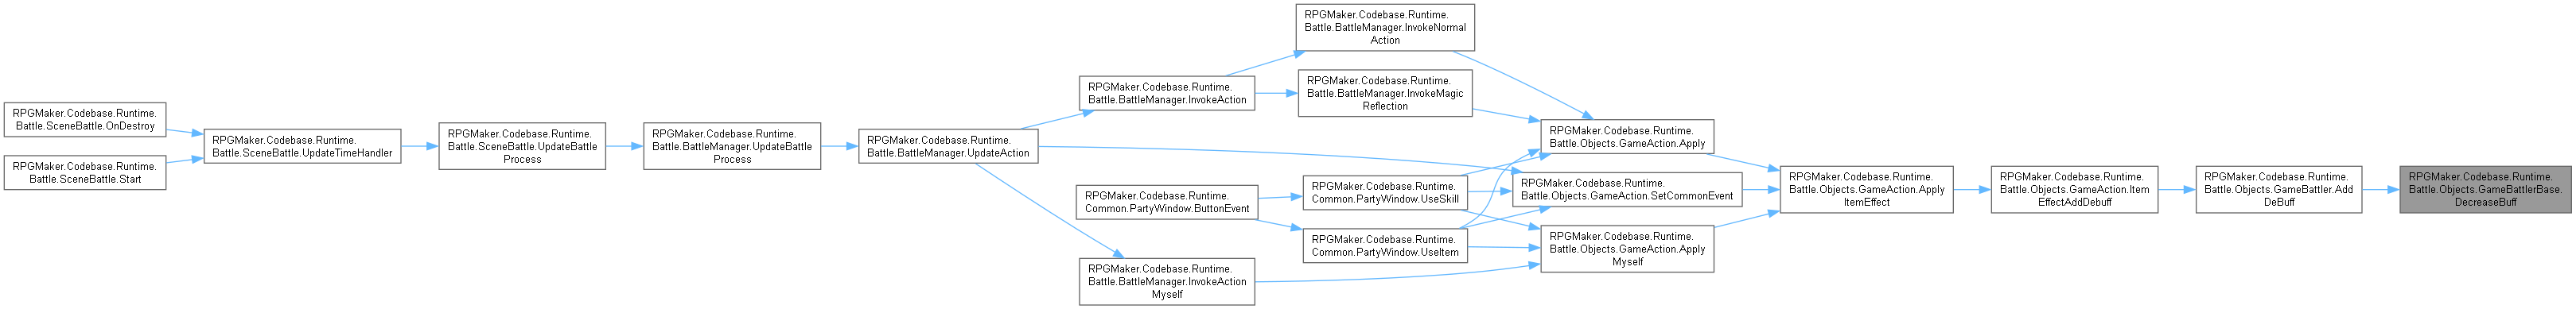 RPGMaker.Codebase.Runtime.
Battle.SceneBattle.OnDestroy
RPGMaker.Codebase.Runtime.
Battle.SceneBattle.Start
RPGMaker.Codebase.Runtime.
Battle.SceneBattle.UpdateTimeHandler
RPGMaker.Codebase.Runtime.
Battle.SceneBattle.UpdateBattle
Process
RPGMaker.Codebase.Runtime.
Battle.BattleManager.UpdateBattle
Process
RPGMaker.Codebase.Runtime.
Battle.BattleManager.UpdateAction
RPGMaker.Codebase.Runtime.
Battle.BattleManager.InvokeAction
RPGMaker.Codebase.Runtime.
Common.PartyWindow.ButtonEvent
RPGMaker.Codebase.Runtime.
Battle.BattleManager.InvokeAction
Myself
RPGMaker.Codebase.Runtime.
Battle.BattleManager.InvokeNormal
Action
RPGMaker.Codebase.Runtime.
Battle.BattleManager.InvokeMagic
Reflection
RPGMaker.Codebase.Runtime.
Common.PartyWindow.UseSkill
RPGMaker.Codebase.Runtime.
Common.PartyWindow.UseItem
RPGMaker.Codebase.Runtime.
Battle.Objects.GameAction.Apply
RPGMaker.Codebase.Runtime.
Battle.Objects.GameAction.SetCommonEvent
RPGMaker.Codebase.Runtime.
Battle.Objects.GameAction.Apply
Myself
RPGMaker.Codebase.Runtime.
Battle.Objects.GameAction.Apply
ItemEffect
RPGMaker.Codebase.Runtime.
Battle.Objects.GameAction.Item
EffectAddDebuff
RPGMaker.Codebase.Runtime.
Battle.Objects.GameBattler.Add
DeBuff
RPGMaker.Codebase.Runtime.
Battle.Objects.GameBattlerBase.
DecreaseBuff